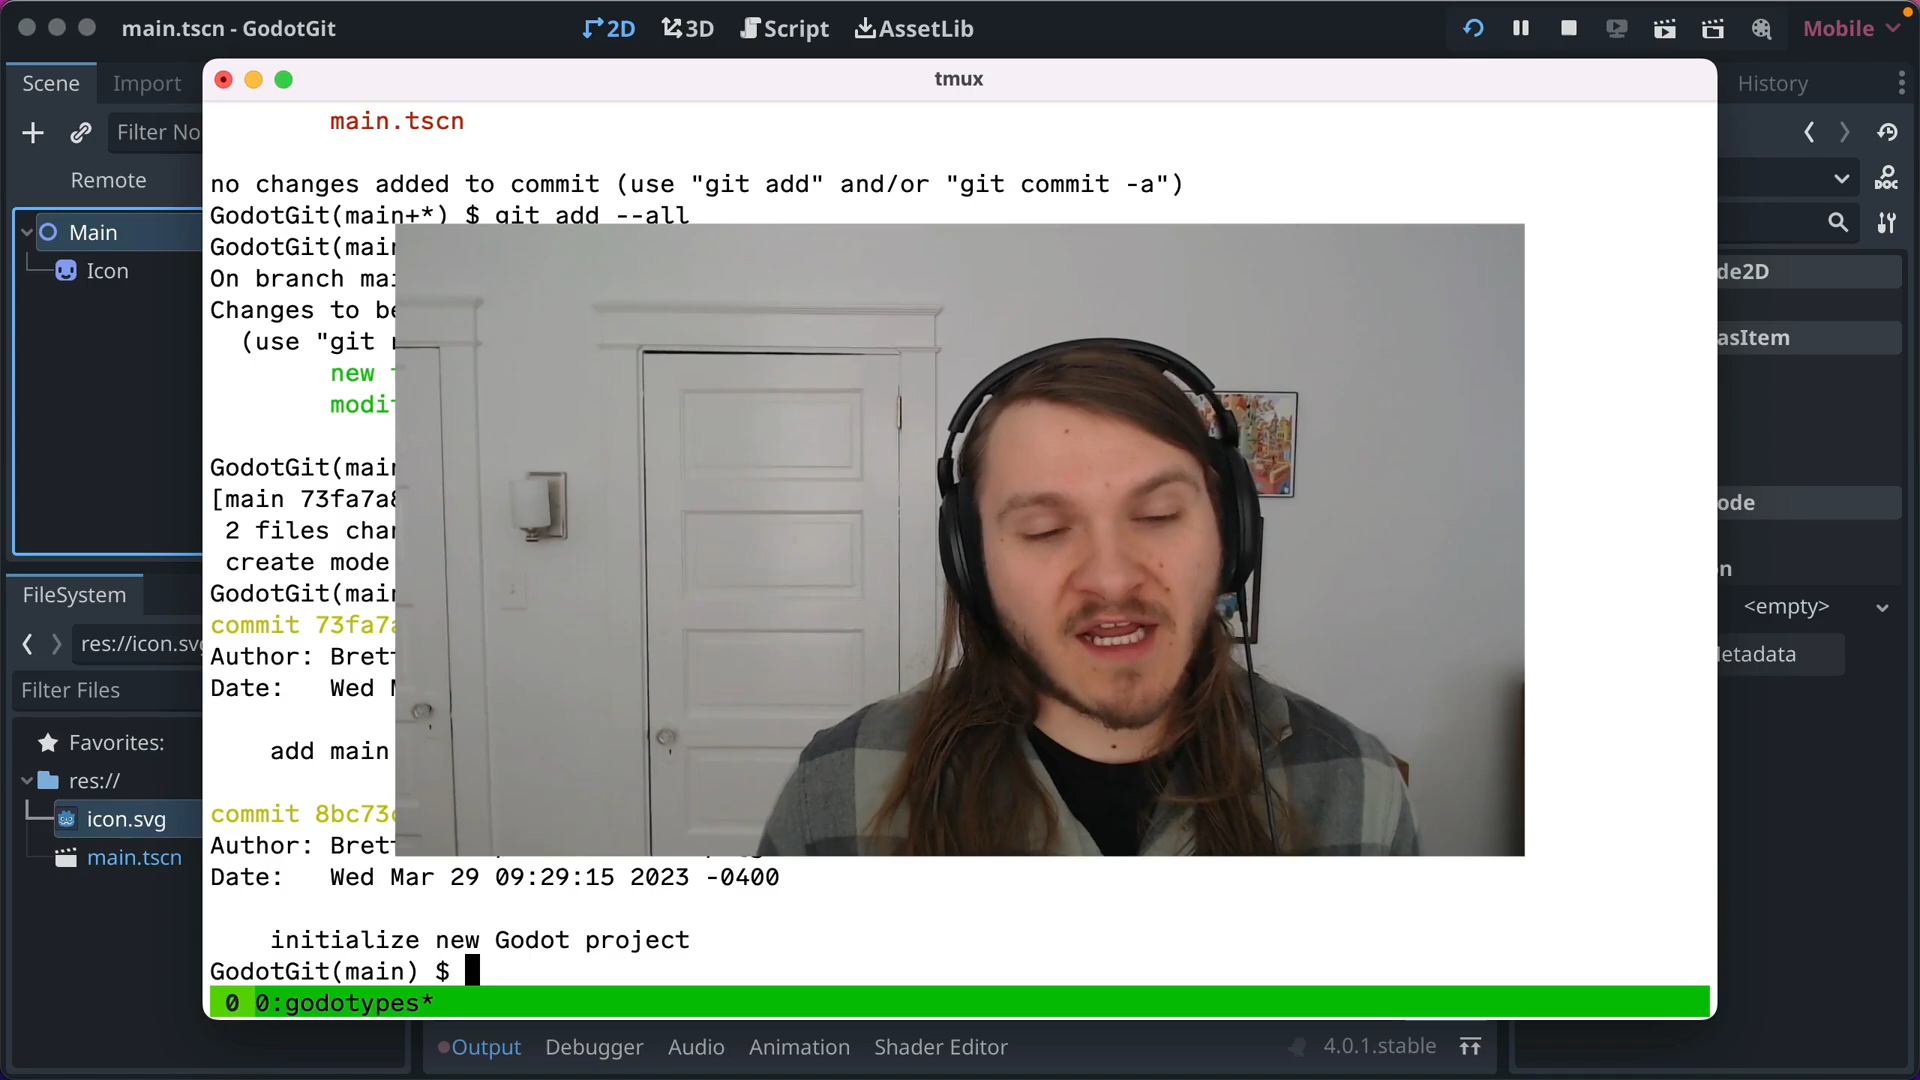 main.tscn - GodotGit
2D
3D
Script
AssetLib
Mobile
Scene
Import
tmux
History
main.tscn
Filter No
Remote
no changes added to commit (use "git add" and/or "git commit -a")
GodotGit(main+*) $ git add --all
Main
GodotGit(mai
On branch mai
Icon
de2D
Changes to be
(use "git
asItem
new
modi
GodotGit(mai
[main 73fa7a8
ode
2 files cha
create mode
on
GodotGit(mai
FileSystem
<empty>
commit 73fa7a
res://icon.sv
Author: Bret
etadata
Filter Files
Date: Wed M
Favorites:
add main
res://
icon.svg
commit 8bc73
Author: Bret
main.tscn
Date: Wed Mar 29 09:29:15 2023 -0400
initialize new Godot project
GodotGit(main) $
0 0:godotypes*
Output
Debugger
Audio
Animation
Shader Editor
4.0.1.stable